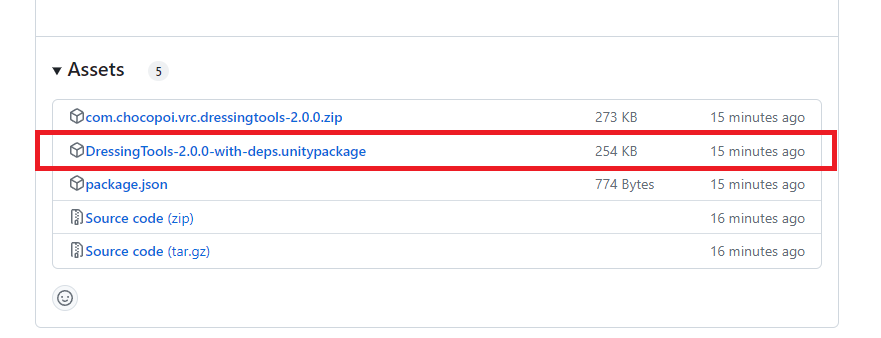 Assets 5
com.chocopoi.vrc.dressingtools-2.0.0.zip 273 KB 15 minutes ago
DressingTools-2.0.0-with-deps.unitypackage 254 KB 15 minutes ago
package.json 774 Bytes 15 minutes ago
Source code (zip) 16 minutes ago
Source code (tar.gz) 16 minutes ago